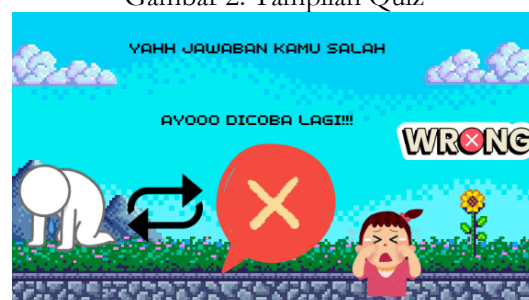 Gambar 2. Tampilan Quiz
YAHH JAWABAN KAMU SALAH
AYOOO DICOBA LAGI!!!
WRONG